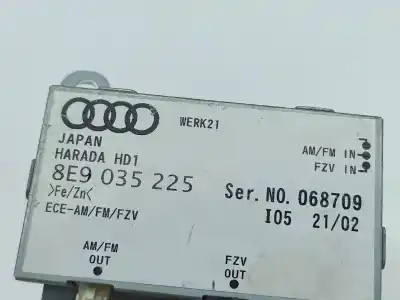 WERK21
JAPAN
HARADA HD1
8E9 035 225
>Fe/Zn<
ECE-AM/FM/FZV
AM/FM IN
FZV IN
Ser. NO. 068709
I05 21/02
AM/FM
OUT
FZV
OUT